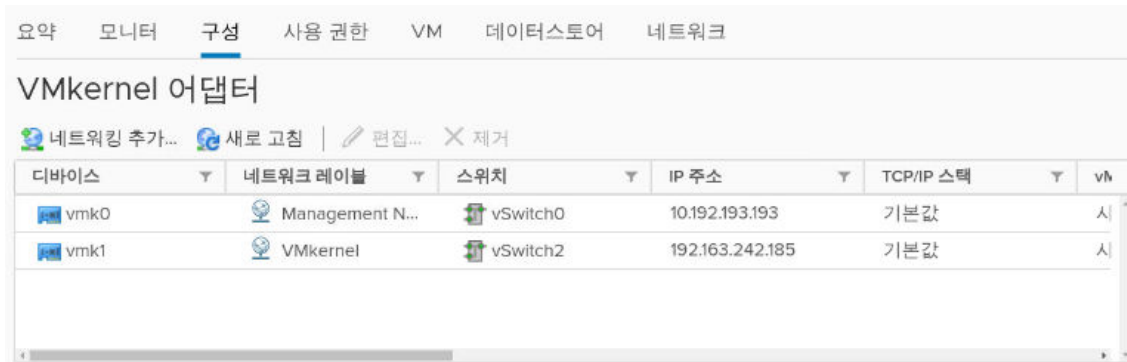 요약 모니터 구성 사용 권한 VM 데이터스토어 네트워크
VMkernel 어댑터
네트워킹 추가... 새로 고침 편집... 제거
디바이스 네트워크 레이블 스위치 IP 주소 TCP/IP 스택
vmk0 Management N... vSwitch0 10.192.193.193 기본값
vmk1 VMkernel vSwitch2 192.163.242.185 기본값